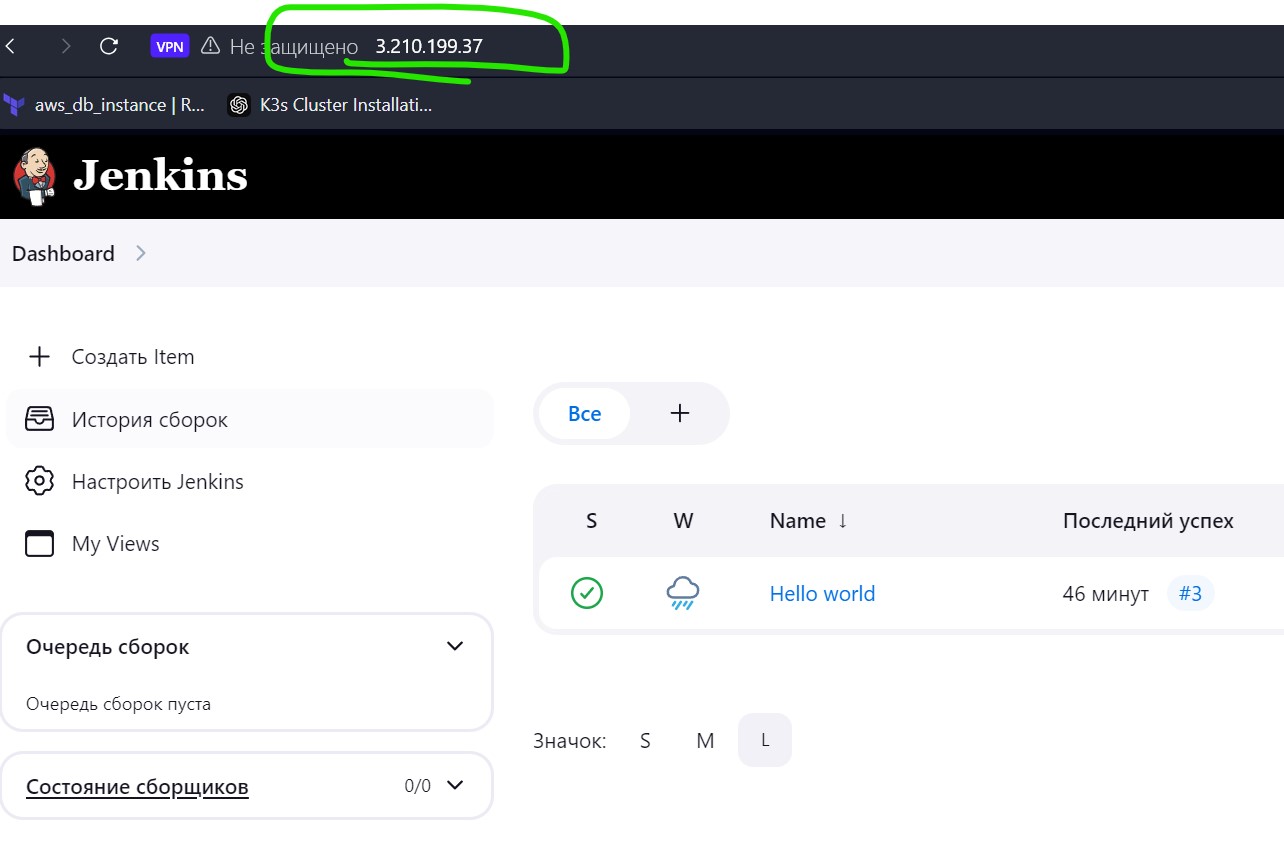 VPN Не защищено 3.210.199.37
aws_db_instance | R... K3s Cluster Installati...
Jenkins
Dashboard
Создать Item
История сборок
Настроить Jenkins
My Views
Все +
S W Name ↓ Последний успех
Hello world 46 минут #3
Очередь сборок
Очередь сборок пуста
Значок: S M L
Состояние сборщиков 0/0